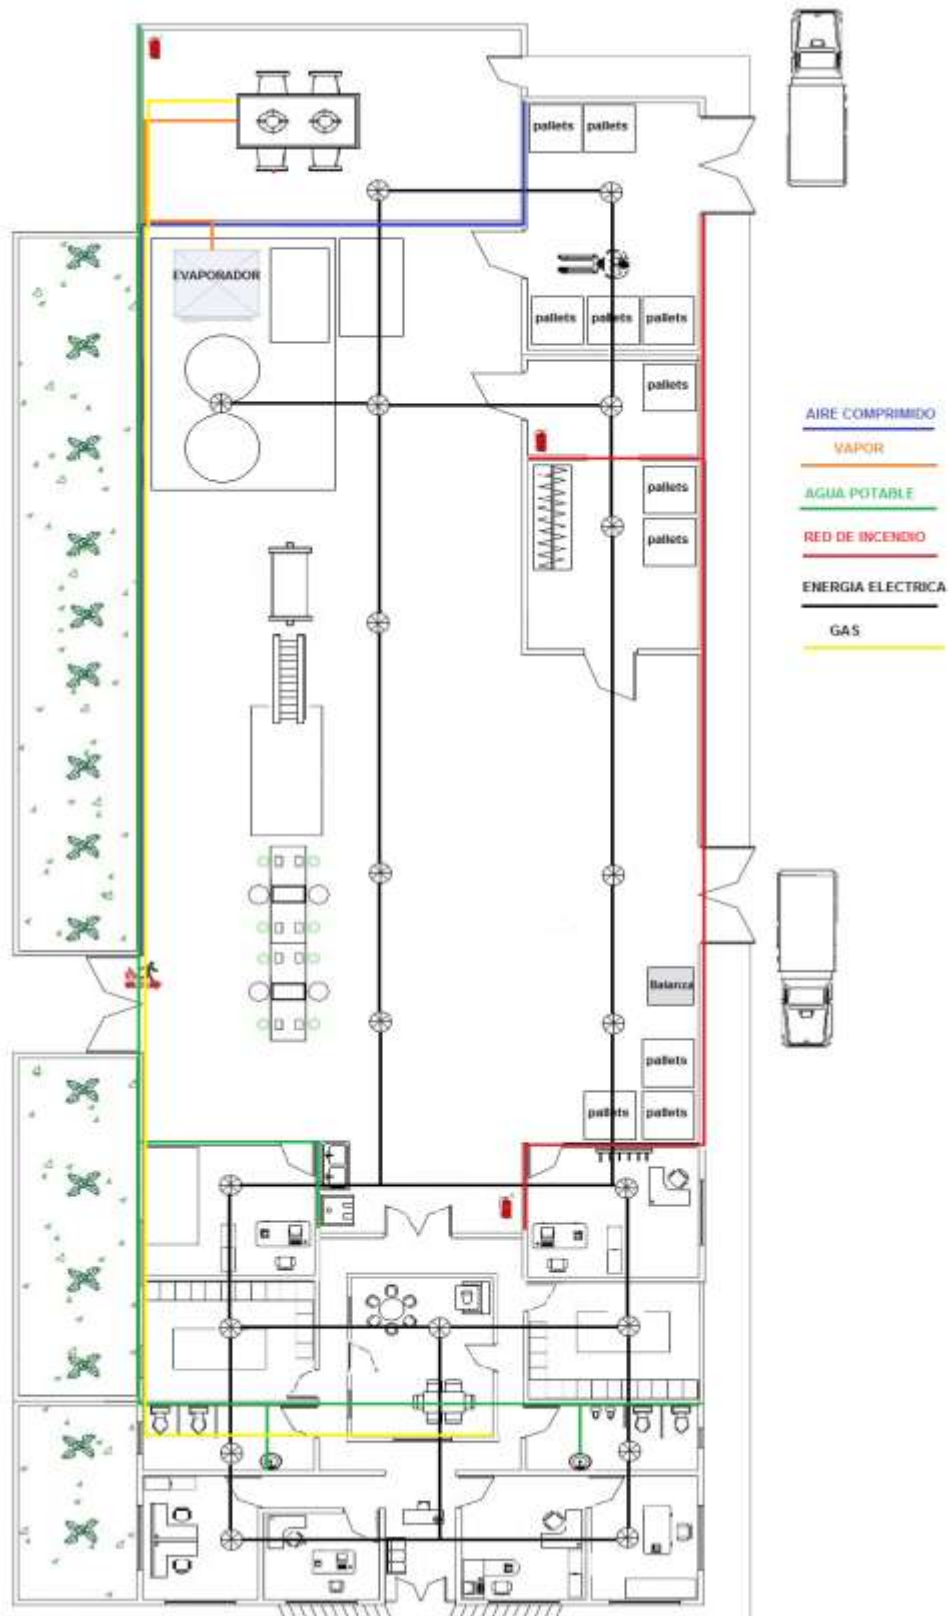 pallets pallets
EVAPORADOR
pallets pallets pallets
pallets
AIRE COMPRIMIDO
VAPOR
pallets
AGUA POTABLE
pallets
RED DE INCENDIO
ENERGIA ELECTRICA
GAS
Balanza
pallets
pallets pallets